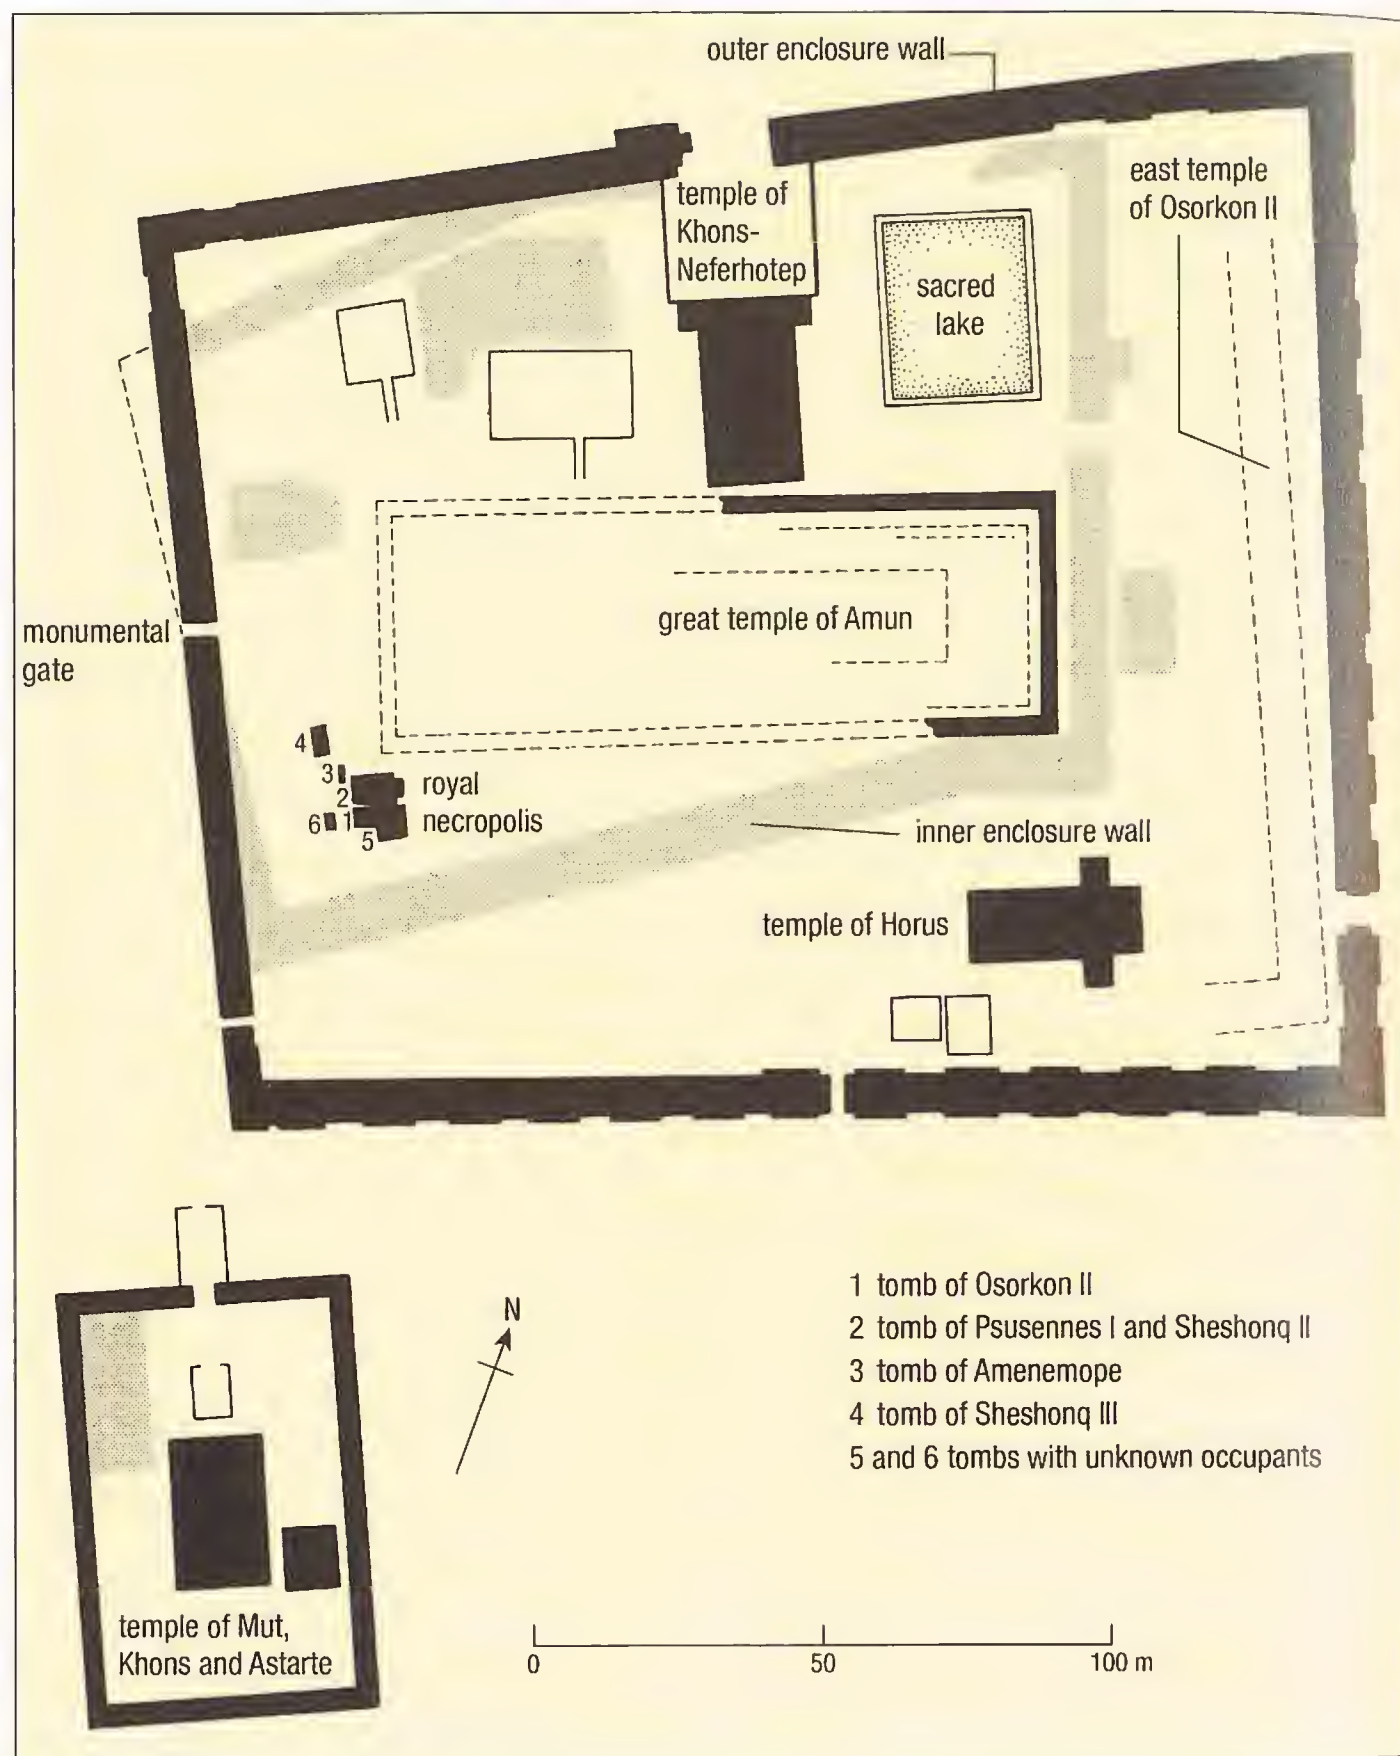 outer enclosure wall
east temple
of Osorkon II
temple of
Khons-
Neferhotep
sacred
lake
great temple of Amun
monumental
gate
4
3
2
6
1
5
royal
necropolis
inner enclosure wall
temple of Horus
N
1 tomb of Osorkon II
2 tomb of Psusennes I and Sheshonq II
3 tomb of Amenemope
4 tomb of Sheshonq III
5 and 6 tombs with unknown occupants
temple of Mut,
Khons and Astarte
0
50
100 m